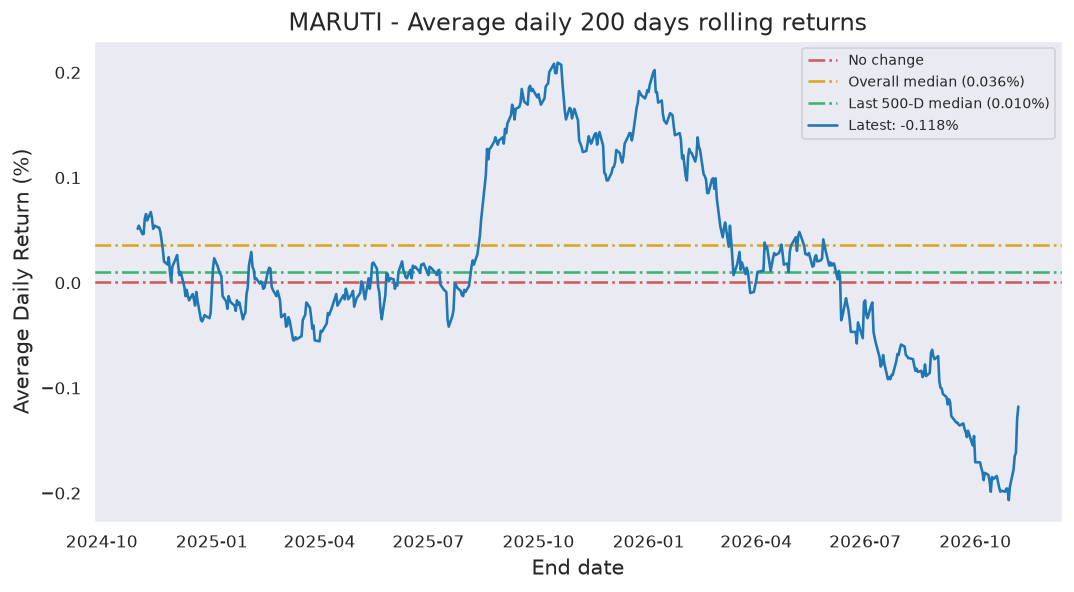 MARUTI - Average daily 200 days rolling returns
No change
Overall median (0.036%)
Last 500-D median (0.010%)
Latest: -0.118%
Average Daily Return (%)
0.2
0.1
0.0
−0.1
−0.2
2024-10 2025-01 2025-04 2025-07 2025-10 2026-01 2026-04 2026-07 2026-10
End date